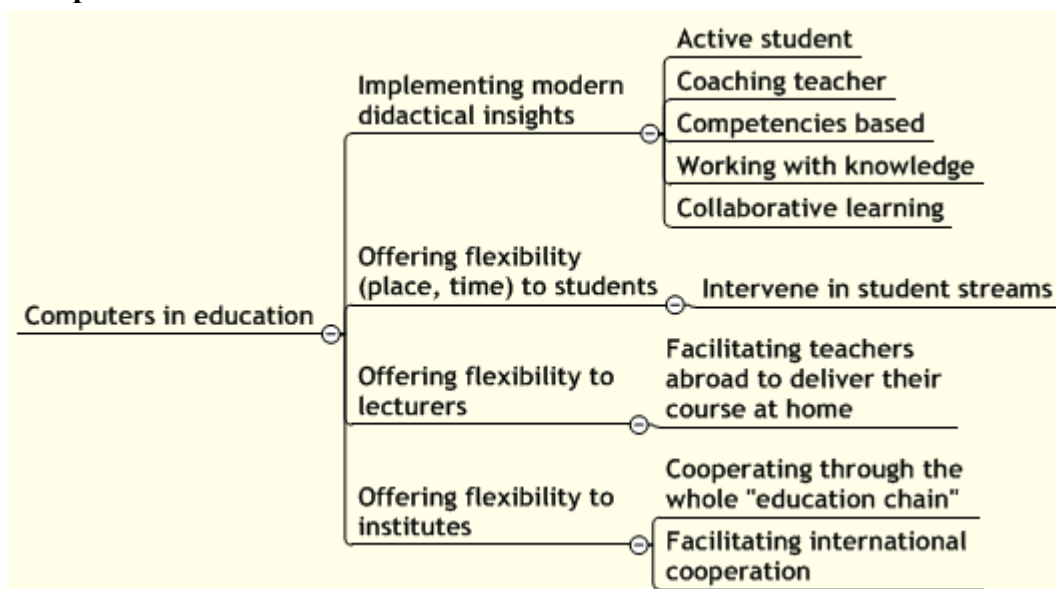 Computers in education
Implementing modern
didactical insights
Active student
Coaching teacher
Competencies based
Working with knowledge
Collaborative learning
Offering flexibility
(place, time) to students
Intervene in student streams
Offering flexibility to
lecturers
Facilitating teachers
abroad to deliver their
course at home
Offering flexibility to
institutes
Cooperating through the
whole "education chain"
Facilitating international
cooperation